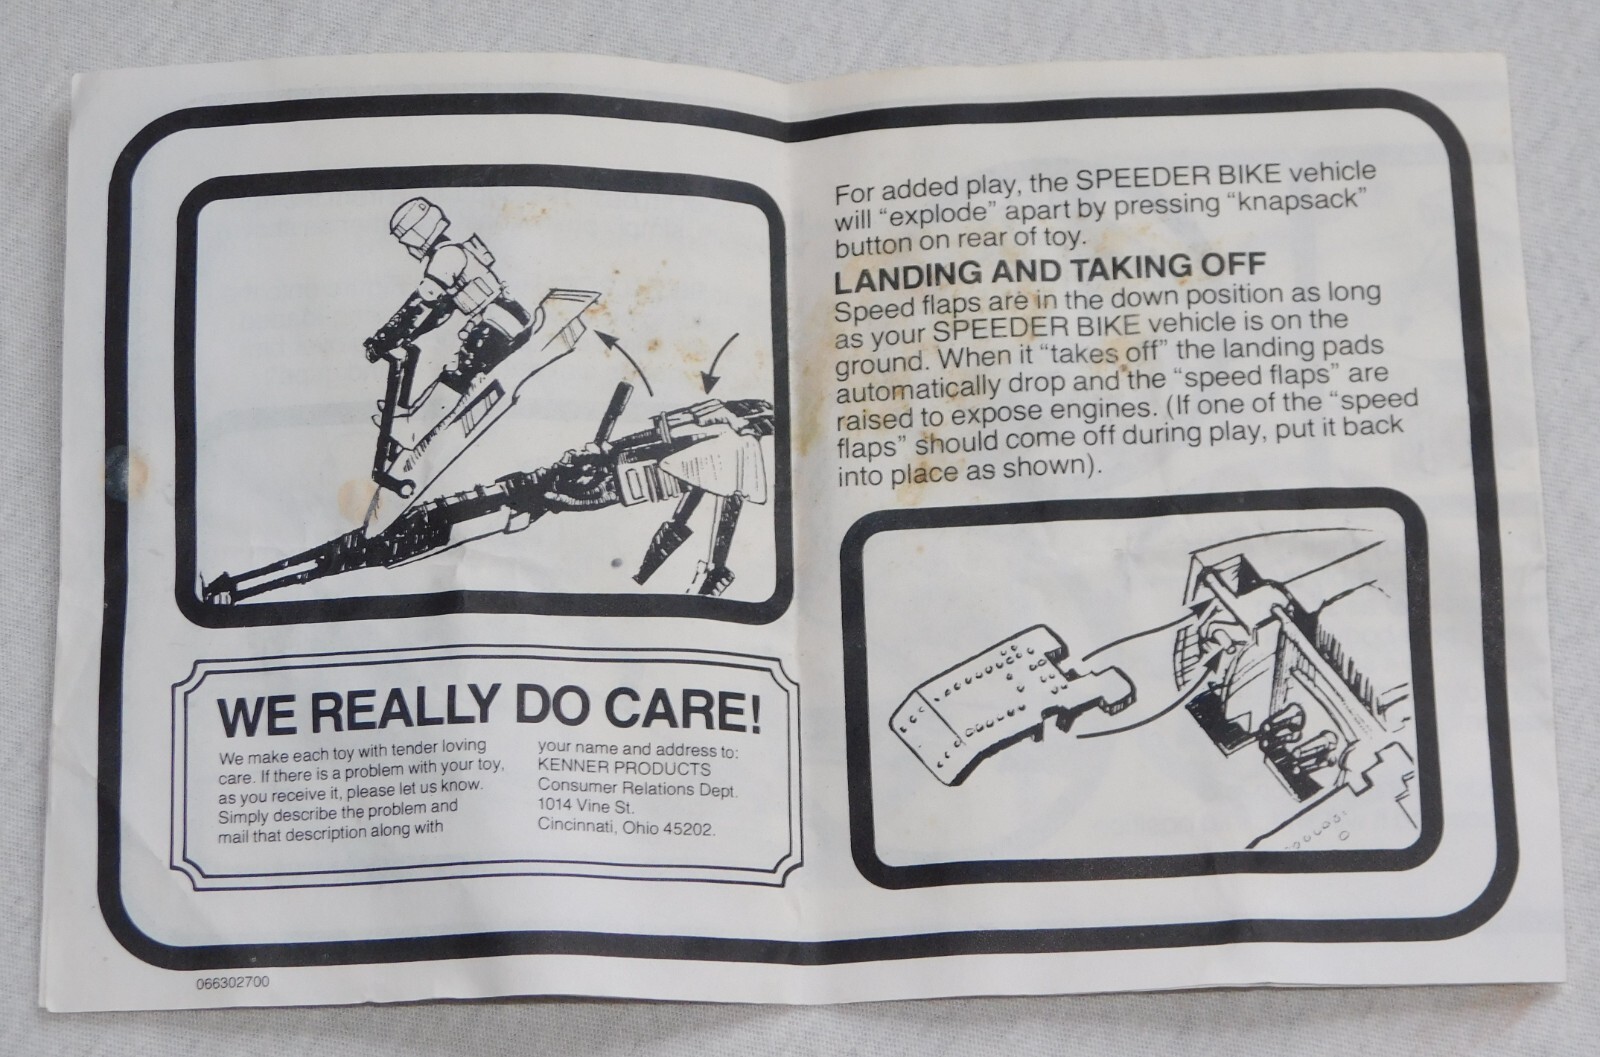 WE REALLY DO CARE!
We make each toy with tender loving
care. If there is a problem with your toy,
as you receive it, please let us know.
Simply describe the problem and
mail that description along with
your name and address to:
KENNER PRODUCTS
Consumer Relations Dept.
1014 Vine St.
Cincinnati, Ohio 45202.
066302700
For added play, the SPEEDER BIKE vehicle
will “explode” apart by pressing “knapsack”
button on rear of toy.
LANDING AND TAKING OFF
Speed flaps are in the down position as long
as your SPEEDER BIKE vehicle is on the
ground. When it “takes off” the landing pads
automatically drop and the “speed flaps” are
raised to expose engines. (If one of the “speed
flaps” should come off during play, put it back
into place as shown).